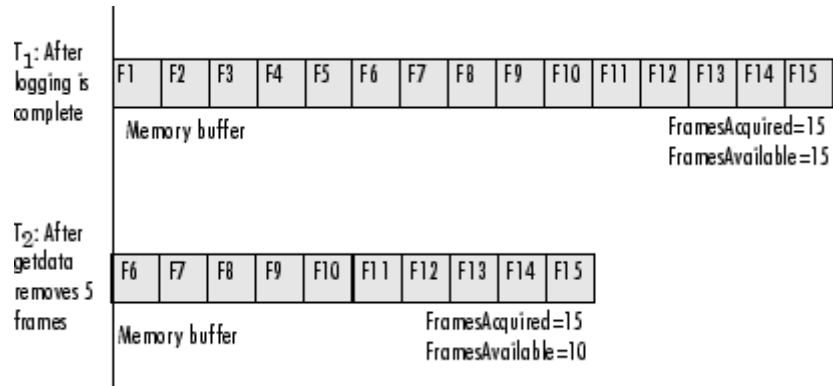 T1: After
logging is
complete
F1 F2 F3 F4 F5 F6 F7 F8 F9 F10 F11 F12 F13 F14 F15
Memory buffer
FramesAcquired=15
FramesAvailable=15
T2: After
getdata
removes 5
frames
F6 F7 F8 F9 F10 F11 F12 F13 F14 F15
Memory buffer
FramesAcquired=15
FramesAvailable=10